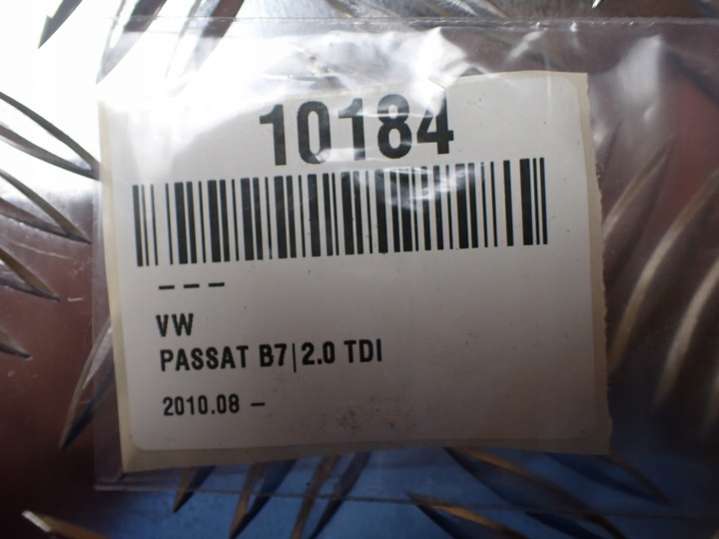 10184
---
VW
PASSAT B7|2.0 TDI
2010.08 –